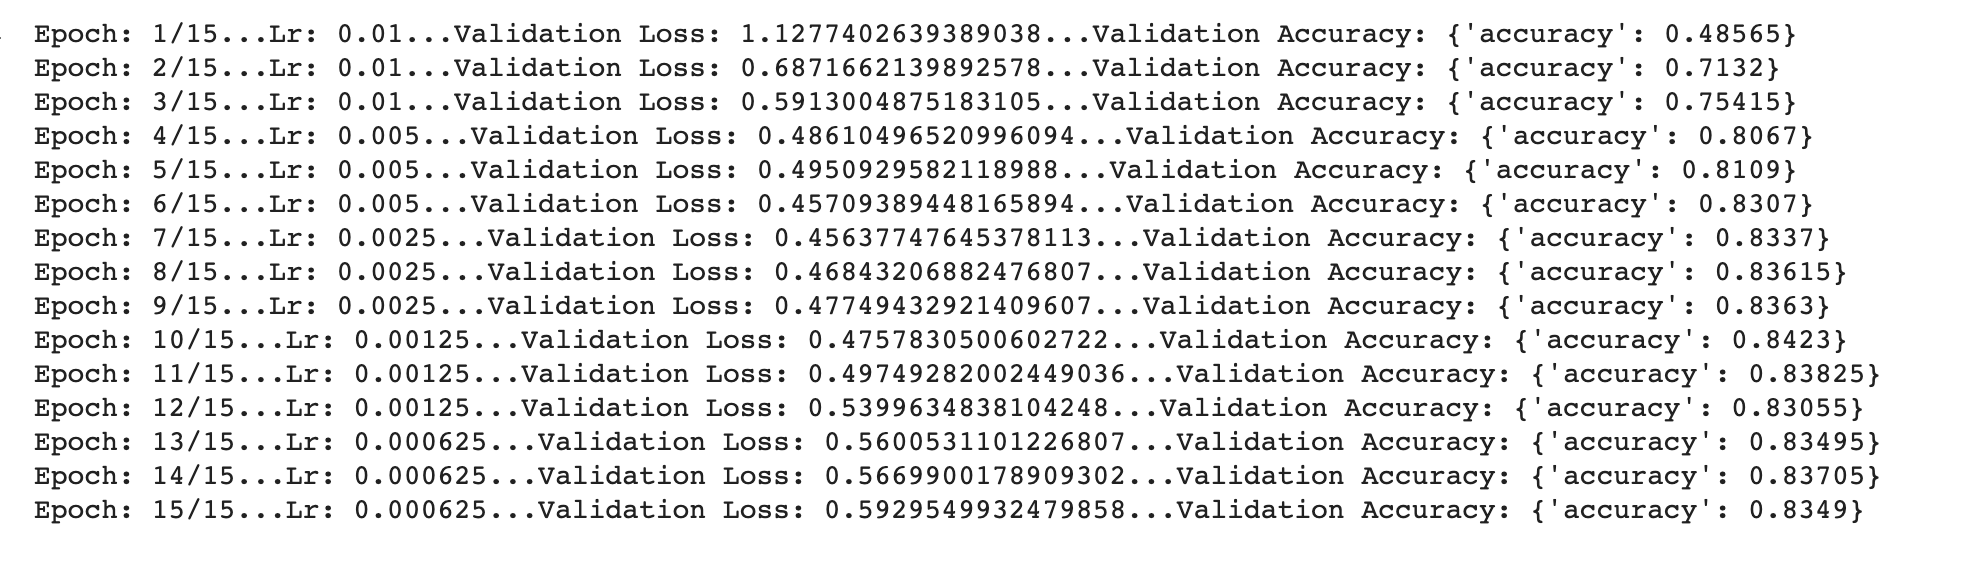 Epoch: 1/15...Lr: 0.01...Validation Loss: 1.1277402639389038...Validation Accuracy: {'accuracy': 0.48565}
Epoch: 2/15...Lr: 0.01...Validation Loss: 0.6871662139892578...Validation Accuracy: {'accuracy': 0.7132}
Epoch: 3/15...Lr: 0.01...Validation Loss: 0.5913004875183105...Validation Accuracy: {'accuracy': 0.75415}
Epoch: 4/15...Lr: 0.005...Validation Loss: 0.48610496520996094...Validation Accuracy: {'accuracy': 0.8067}
Epoch: 5/15...Lr: 0.005...Validation Loss: 0.4950929582118988...Validation Accuracy: {'accuracy': 0.8109}
Epoch: 6/15...Lr: 0.005...Validation Loss: 0.45709389448165894...Validation Accuracy: {'accuracy': 0.8307}
Epoch: 7/15...Lr: 0.0025...Validation Loss: 0.45637747645378113...Validation Accuracy: {'accuracy': 0.8337}
Epoch: 8/15...Lr: 0.0025...Validation Loss: 0.46843206882476807...Validation Accuracy: {'accuracy': 0.83615}
Epoch: 9/15...Lr: 0.0025...Validation Loss: 0.47749432921409607...Validation Accuracy: {'accuracy': 0.8363}
Epoch: 10/15...Lr: 0.00125...Validation Loss: 0.4757830500602722...Validation Accuracy: {'accuracy': 0.8423}
Epoch: 11/15...Lr: 0.00125...Validation Loss: 0.49749282002449036...Validation Accuracy: {'accuracy': 0.83825}
Epoch: 12/15...Lr: 0.00125...Validation Loss: 0.5399634838104248...Validation Accuracy: {'accuracy': 0.83055}
Epoch: 13/15...Lr: 0.000625...Validation Loss: 0.5600531101226807...Validation Accuracy: {'accuracy': 0.83495}
Epoch: 14/15...Lr: 0.000625...Validation Loss: 0.5669900178909302...Validation Accuracy: {'accuracy': 0.83705}
Epoch: 15/15...Lr: 0.000625...Validation Loss: 0.5929549932479858...Validation Accuracy: {'accuracy': 0.8349}